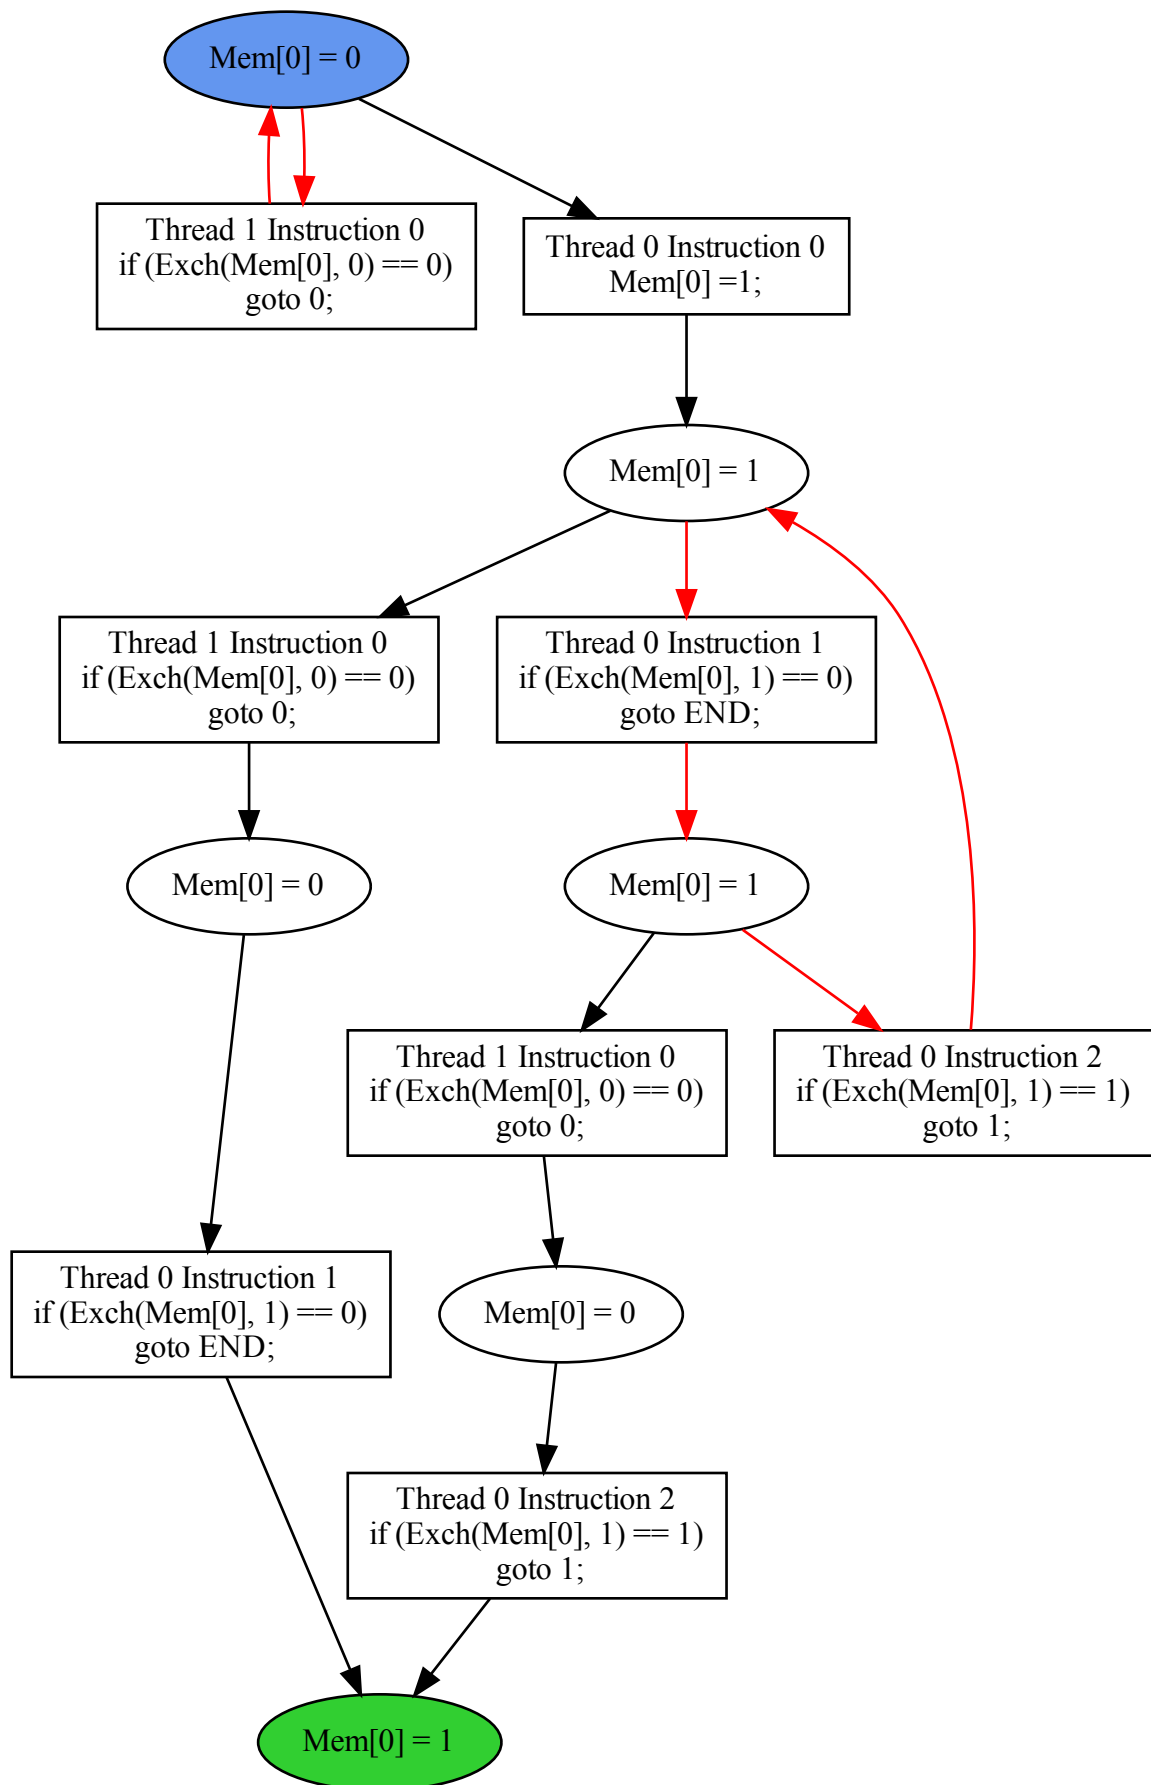 Mem[0] = 0
Thread 1 Instruction 0
if (Exch(Mem[0], 0) == 0)
goto 0;
Thread 0 Instruction 0
Mem[0] =1;
Mem[0] = 1
Thread 1 Instruction 0
if (Exch(Mem[0], 0) == 0)
goto 0;
Thread 0 Instruction 1
if (Exch(Mem[0], 1) == 0)
goto END;
Mem[0] = 0
Mem[0] = 1
Thread 1 Instruction 0
if (Exch(Mem[0], 0) == 0)
goto 0;
Thread 0 Instruction 2
if (Exch(Mem[0], 1) == 1)
goto 1;
Thread 0 Instruction 1
if (Exch(Mem[0], 1) == 0)
goto END;
Mem[0] = 0
Thread 0 Instruction 2
if (Exch(Mem[0], 1) == 1)
goto 1;
Mem[0] = 1